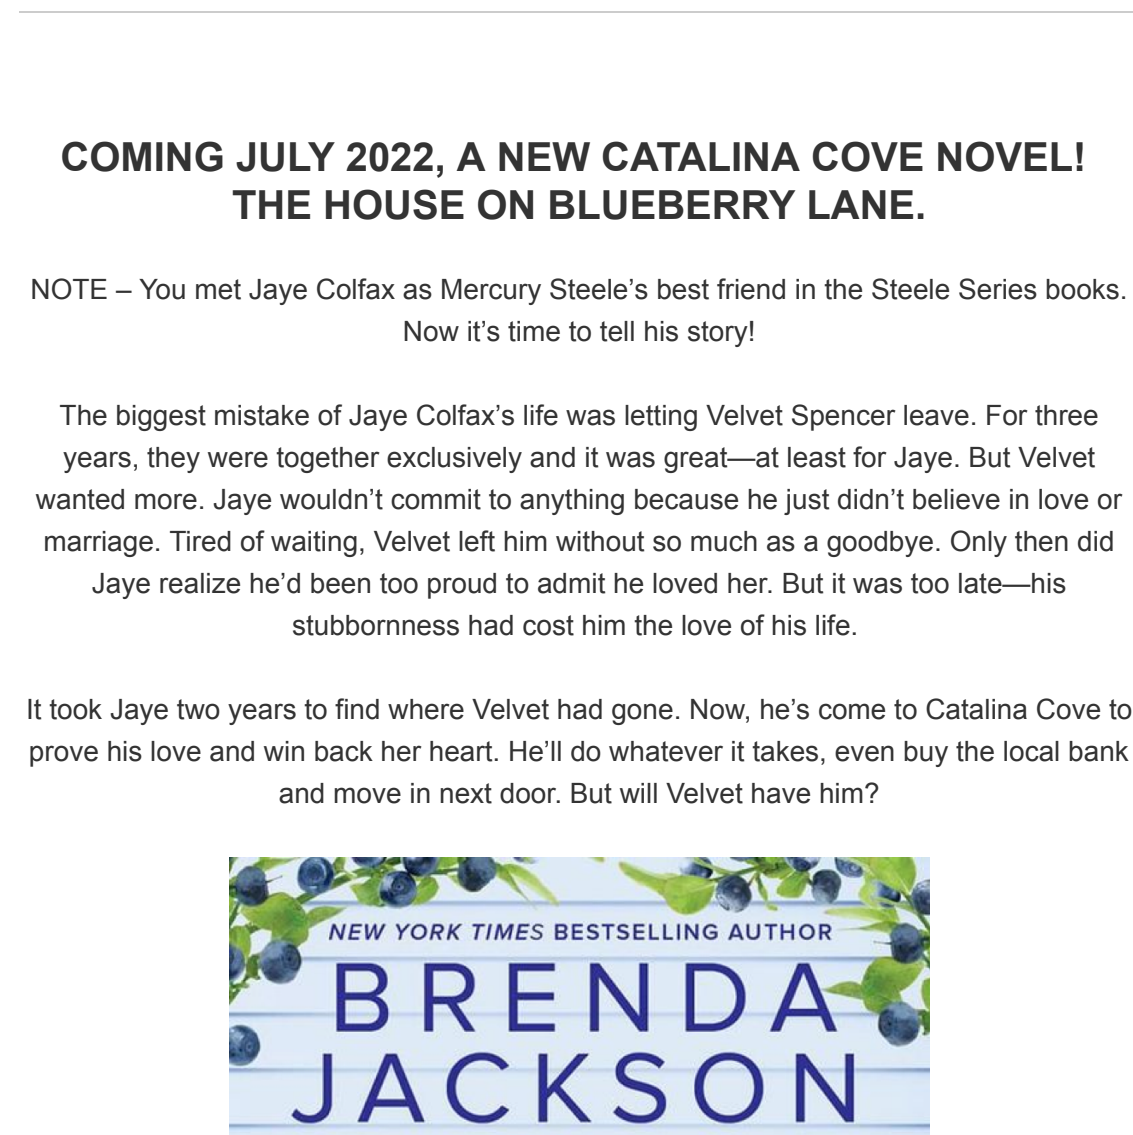 COMING JULY 2022, A NEW CATALINA COVE NOVEL!
THE HOUSE ON BLUEBERRY LANE.
NOTE – You met Jaye Colfax as Mercury Steele’s best friend in the Steele Series books.
Now it’s time to tell his story!
The biggest mistake of Jaye Colfax’s life was letting Velvet Spencer leave. For three
years, they were together exclusively and it was great—at least for Jaye. But Velvet
wanted more. Jaye wouldn’t commit to anything because he just didn’t believe in love or
marriage. Tired of waiting, Velvet left him without so much as a goodbye. Only then did
Jaye realize he’d been too proud to admit he loved her. But it was too late—his
stubbornness had cost him the love of his life.
It took Jaye two years to find where Velvet had gone. Now, he’s come to Catalina Cove to
prove his love and win back her heart. He’ll do whatever it takes, even buy the local bank
and move in next door. But will Velvet have him?
NEW YORK TIMES BESTSELLING AUTHOR
BRENDA
JACKSON